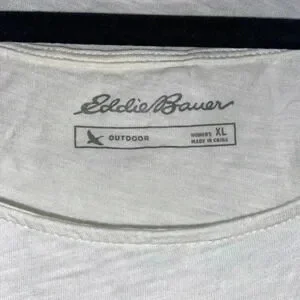 Eddie Bauer
OUTDOOR
WOMEN'S XL
MADE IN CHINA